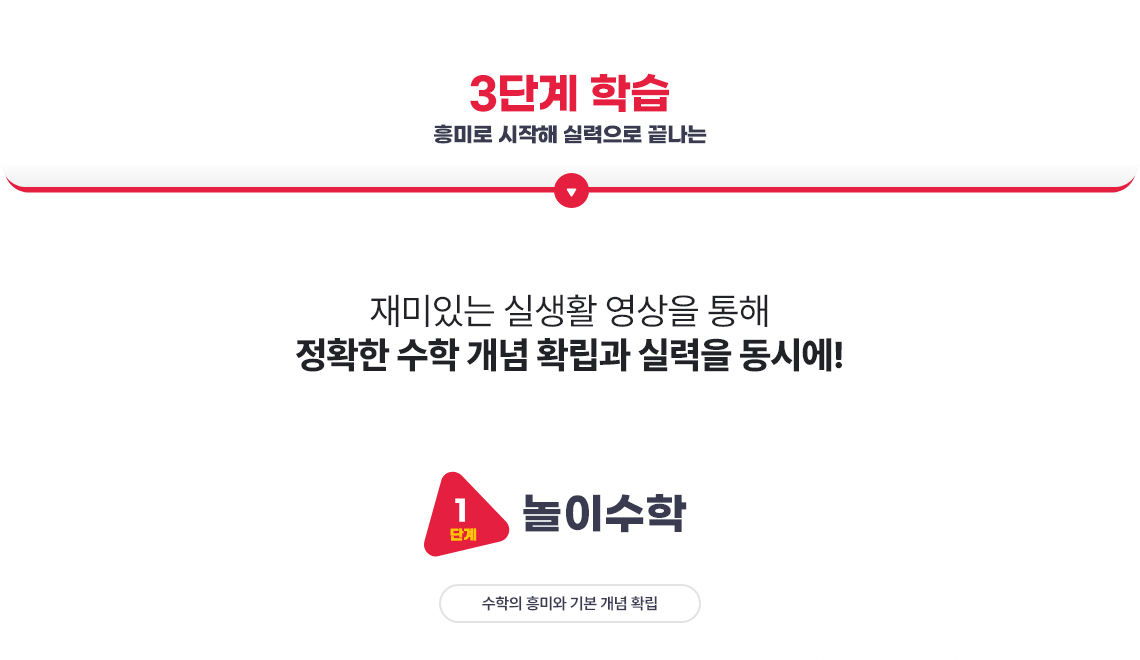 3단계 학습
흥미로 시작해 실력으로 끝나는
재미있는 실생활 영상을 통해
정확한 수학 개념 확립과 실력을 동시에!
1
단계
놀이수학
수학의 흥미와 기본 개념 확립